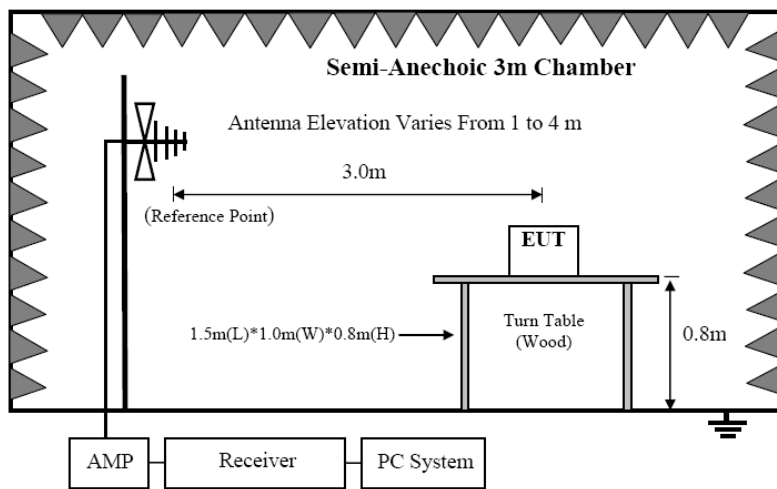 Semi-Anechoic 3m Chamber
Antenna Elevation Varies From 1 to 4 m
3.0m
(Reference Point)
EUT
1.5m(L)*1.0m(W)*0.8m(H)
Turn Table
(Wood)
0.8m
AMP
Receiver
PC System